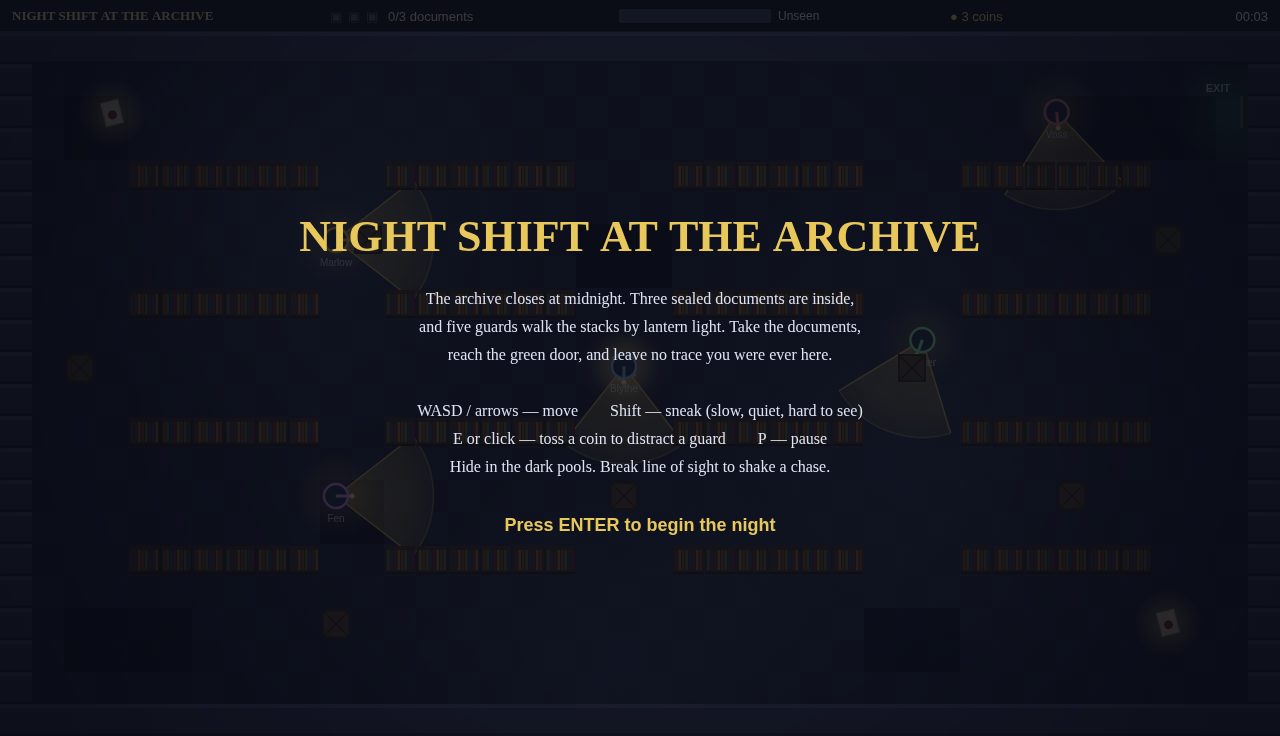 NIGHT SHIFT AT THE ARCHIVE
0/3 documents
Unseen
3 coins
00:03
EXIT
Voss
NIGHT SHIFT AT THE ARCHIVE
Marlow
The archive closes at midnight. Three sealed documents are inside,
and five guards walk the stacks by lantern light. Take the documents,
reach the green door, and leave no trace you were ever here.
Blythe
WASD / arrows — move Shift — sneak (slow, quiet, hard to see)
E or click — toss a coin to distract a guard P — pause
Hide in the dark pools. Break line of sight to shake a chase.
Fen
Press ENTER to begin the night